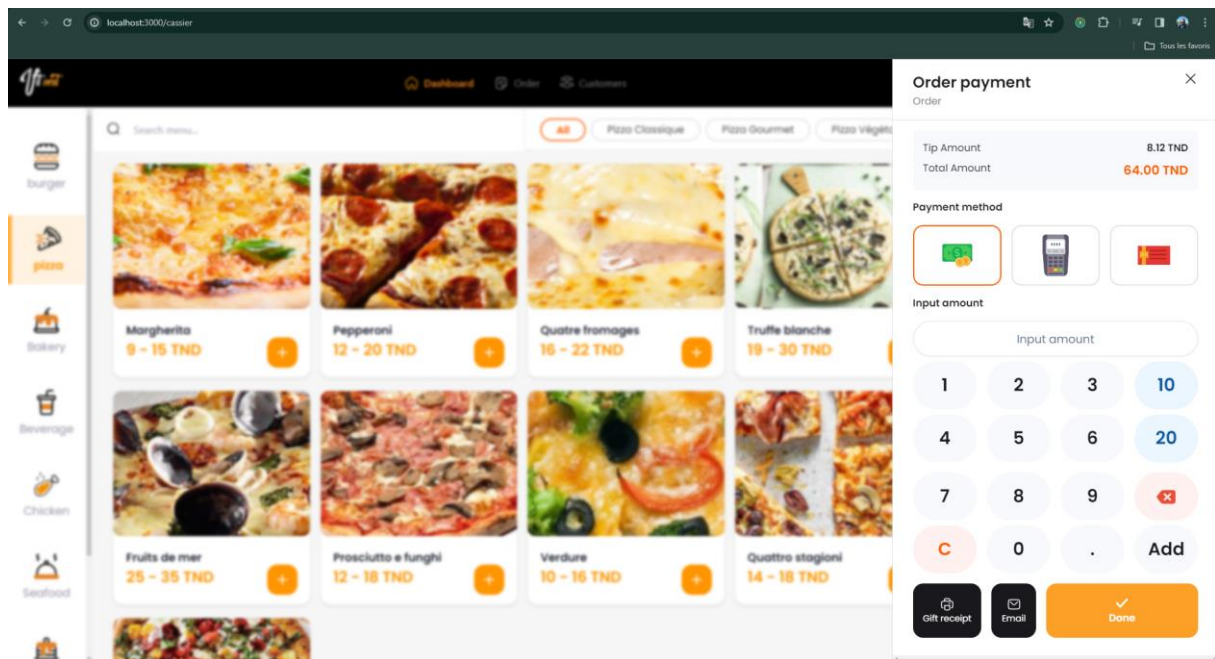 localhost:3000/cassier
Tous les favoris
Dashboard
Order
Customers
Search menu...
All
Pizza Classique
Pizza Gourmet
burger
pizza
Bakery
Beverage
Chicken
Seafood
Margherita
9 - 15 TND
Pepperoni
12 - 20 TND
Quatre fromages
16 - 22 TND
Truffe blanche
19 - 30 TND
Fruits de mer
25 - 35 TND
Prosciutto e funghi
12 - 18 TND
Verdure
10 - 16 TND
Quattro stagioni
14 - 18 TND
Order payment
Order
Tip Amount 8.12 TND
Total Amount 64.00 TND
Payment method
Input amount
Input amount
1 2 3 10
4 5 6 20
7 8 9
C 0 . Add
Gift receipt
Email
Done